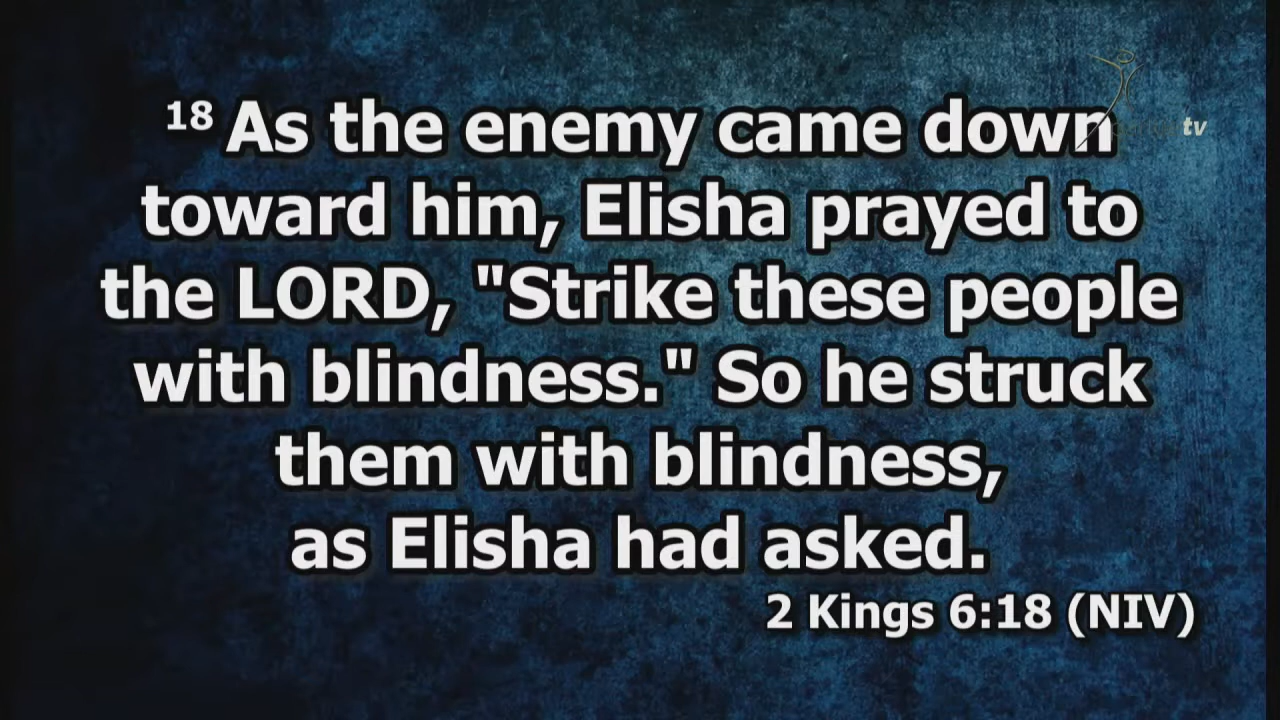 18 As the enemy came down
toward him, Elisha prayed to
the LORD, "Strike these people
with blindness." So he struck
them with blindness,
as Elisha had asked.
2 Kings 6:18 (NIV)
tv